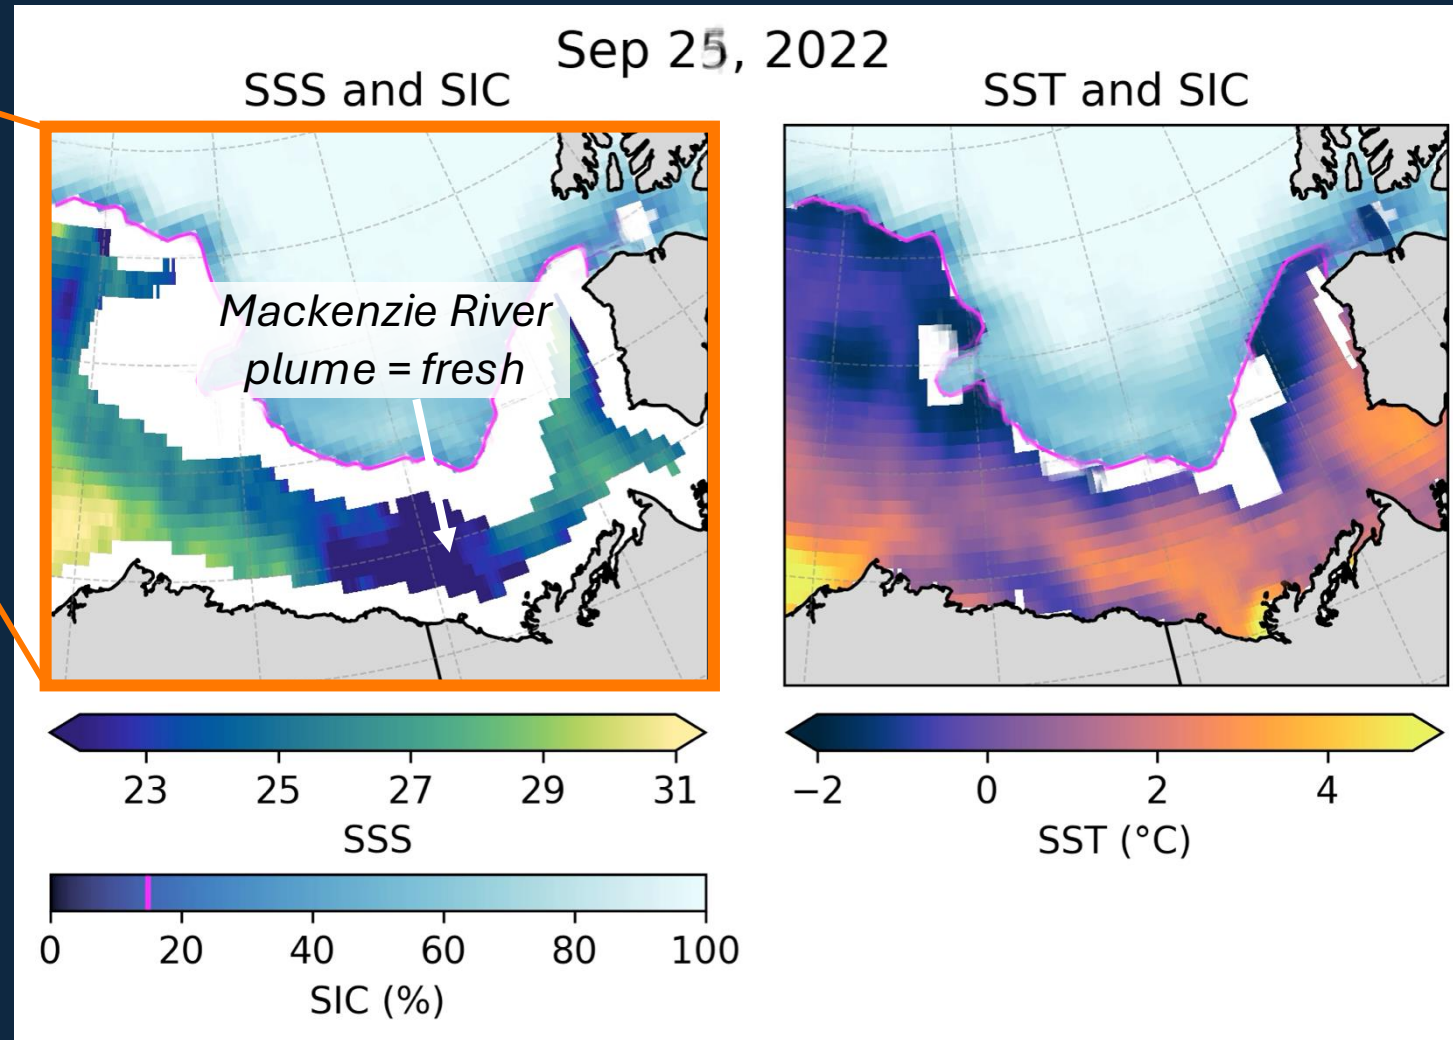 Sep 25, 2022
SSS and SIC
SST and SIC
Mackenzie River
plume = fresh
23 25 27 29 31
SSS
0 20 40 60 80 100
SIC (%)
−2 0 2 4
SST (°C)